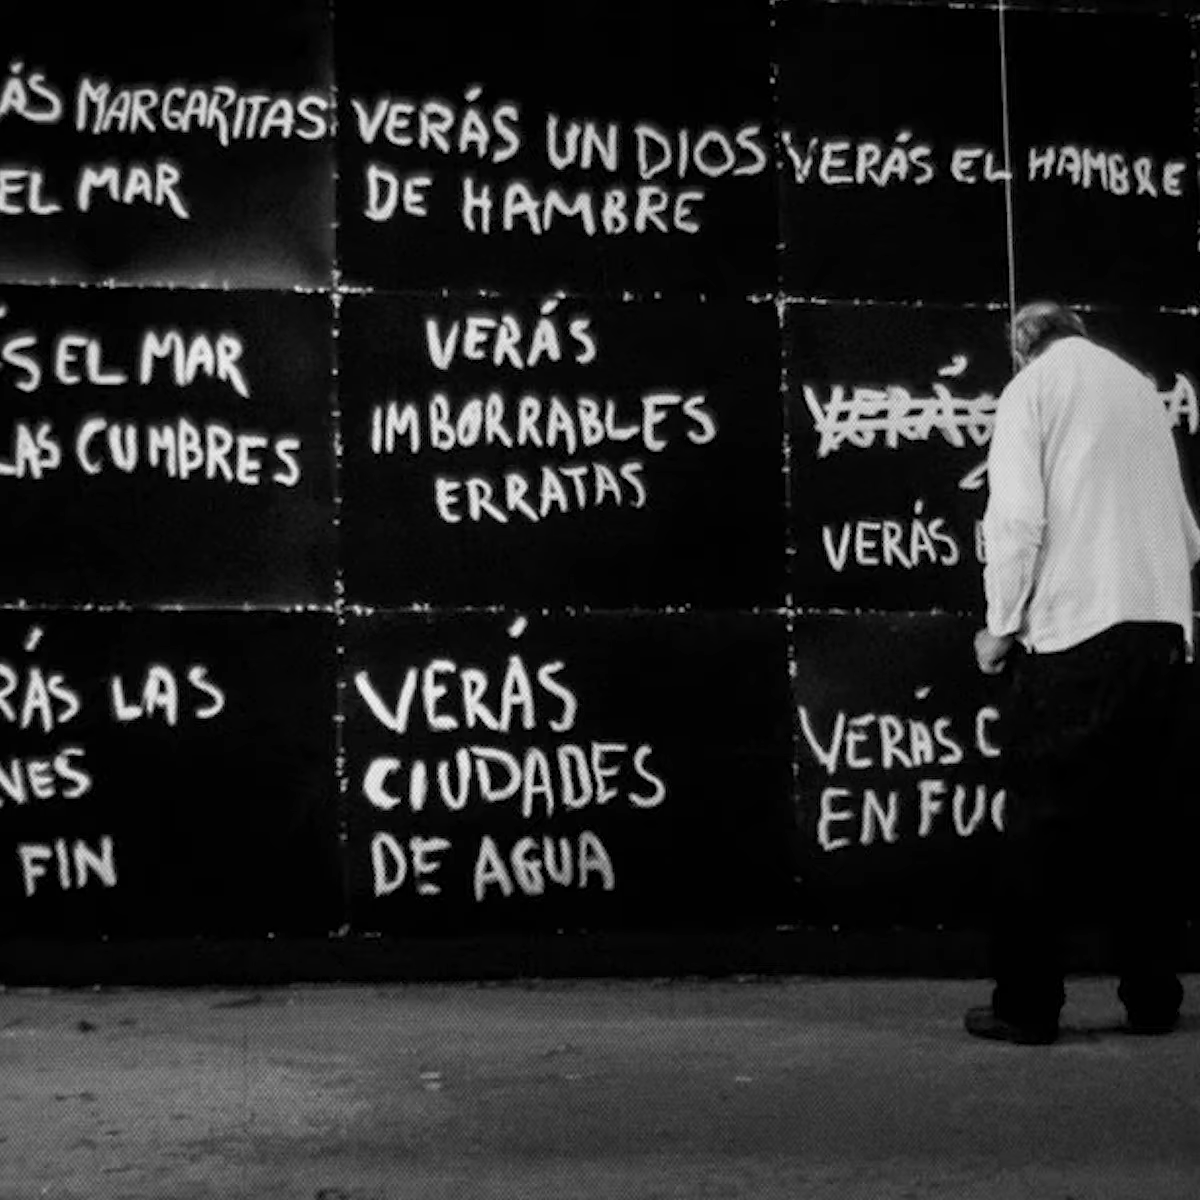 MARGARITAS
EL MAR
VERÁS UN DIOS
DE HAMBRE
VERÁS EL HAMBRE
EL MAR
LAS CUMBRES
VERÁS
IMBORRABLES
ERRATAS
VERÁS
VERÁS
LAS
FIN
VERÁS
CIUDADES
DE AGUA
VERÁS
EN